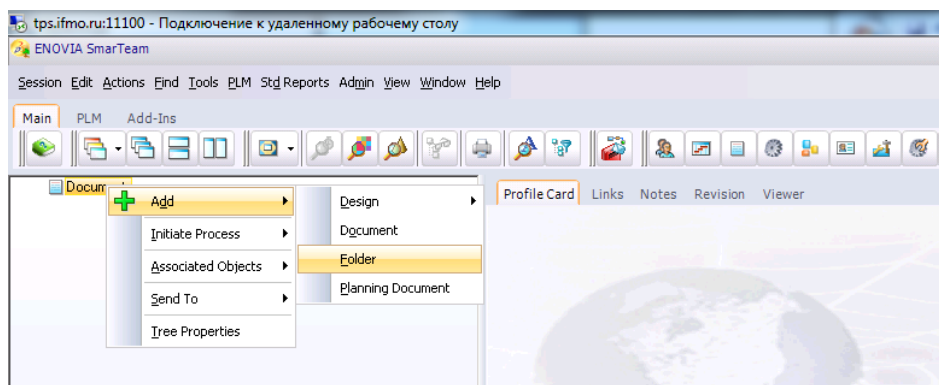 tps.ifmo.ru:11100 - Подключение к удаленному рабочему столу
ENOVIA SmarTeam
Session Edit Actions Find Tools PLM Std Reports Admin View Window Help
Main PLM Add-Ins
Document
Profile Card Links Notes Revision Viewer
Add
Initiate Process
Associated Objects
Send To
Tree Properties
Design
Document
Folder
Planning Document